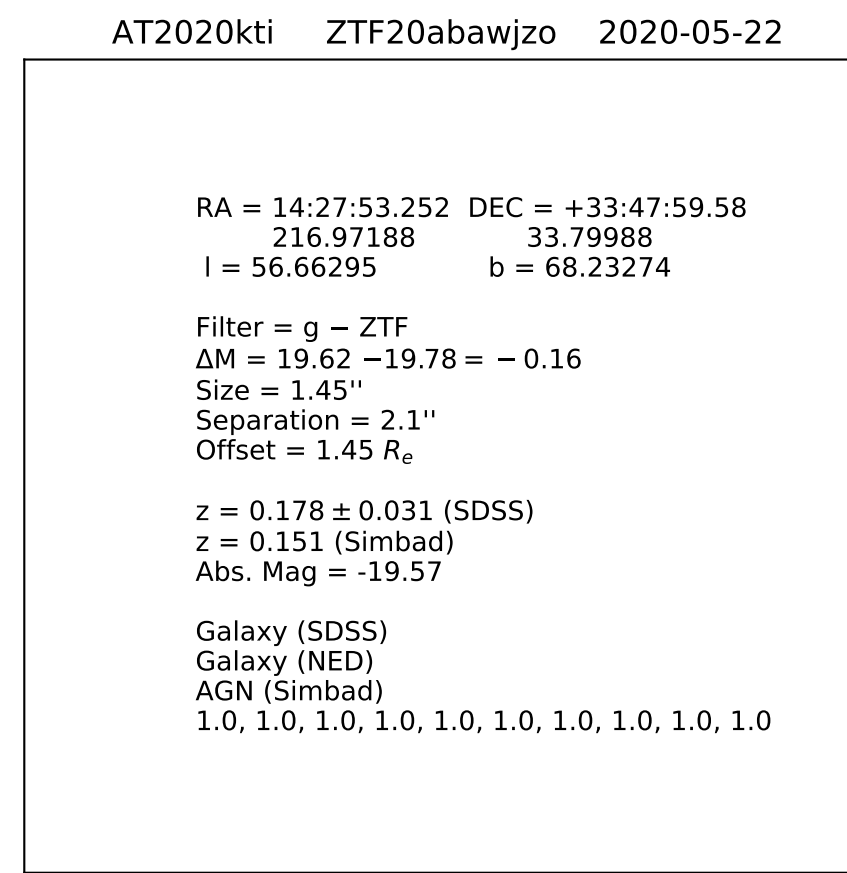 AT2020kti ZTF20abawjzo 2020-05-22
RA = 14:27:53.252 DEC = +33:47:59.58
216.97188 33.79988
l = 56.66295 b = 68.23274
Filter = g − ZTF
ΔM = 19.62 −19.78 = − 0.16
Size = 1.45''
Separation = 2.1''
Offset = 1.45 Rₑ
z = 0.178 ± 0.031 (SDSS)
z = 0.151 (Simbad)
Abs. Mag = -19.57
Galaxy (SDSS)
Galaxy (NED)
AGN (Simbad)
1.0, 1.0, 1.0, 1.0, 1.0, 1.0, 1.0, 1.0, 1.0, 1.0